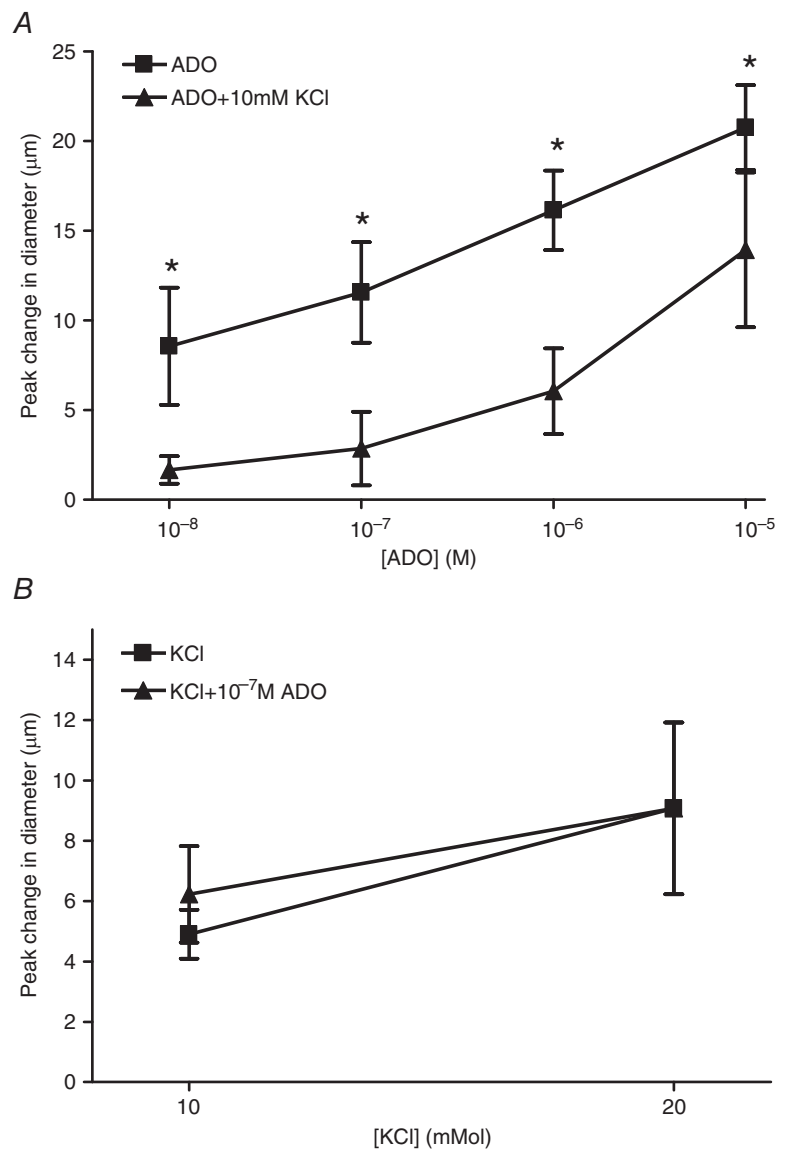 A
25
ADO
ADO+10mM KCl
20
15
10
5
0
Peak change in diameter (μm)
*
*
*
*
10⁻⁸
10⁻⁷
10⁻⁶
10⁻⁵
[ADO] (M)
B
KCl
KCl+10⁻⁷M ADO
14
12
10
8
6
4
2
0
Peak change in diameter (μm)
10
20
[KCl] (mMol)